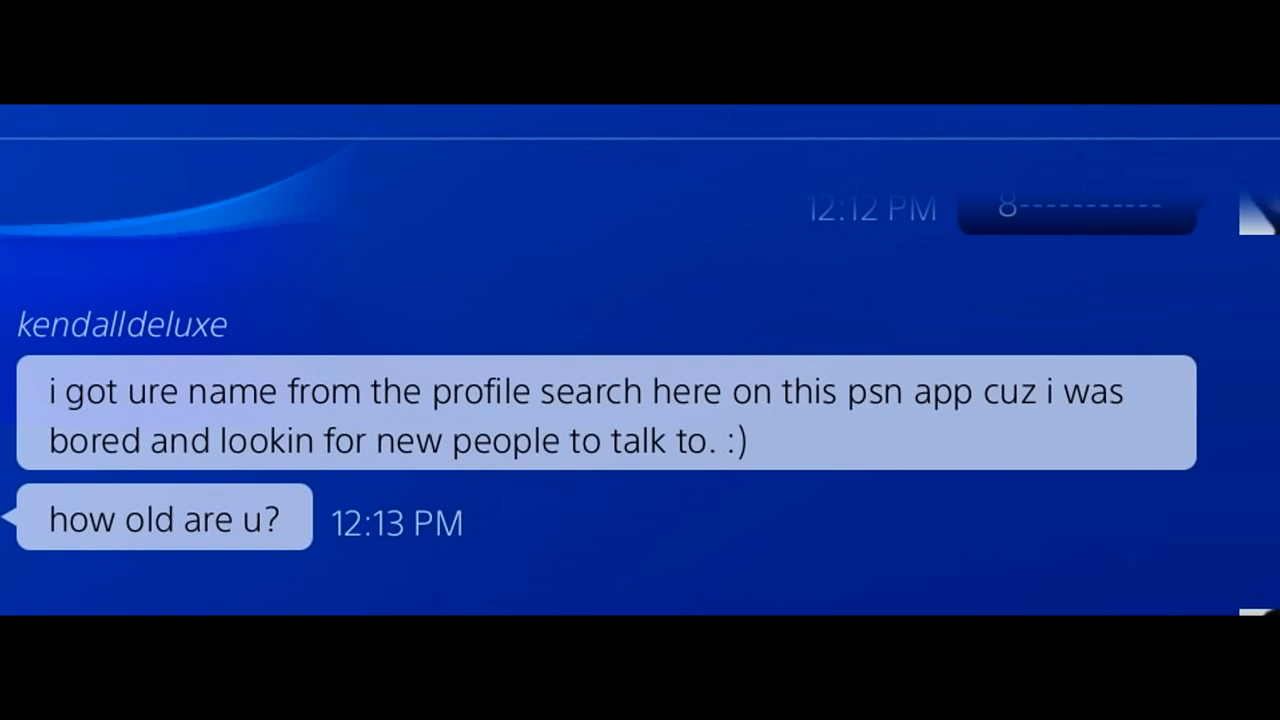 12:12 PM 8-----------
kendalldeluxe
i got ure name from the profile search here on this psn app cuz i was
bored and lookin for new people to talk to. :)
how old are u? 12:13 PM